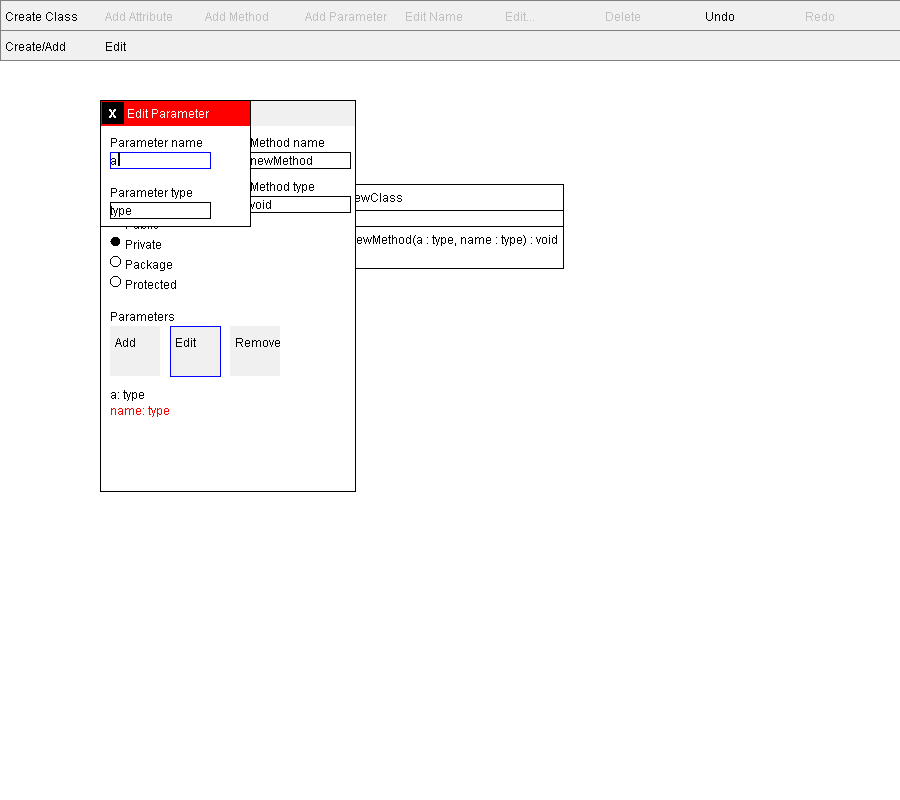 Create Class Add Attribute Add Method Add Parameter Edit Name Edit... Delete Undo Redo
Create/Add Edit
X Edit Parameter
Parameter name Method name
a newMethod
Parameter type Method type
type void
ewClass
ewMethod(a : type, name : type) : void
Public
Private
Package
Protected
Parameters
Add Edit Remove
a: type
name: type